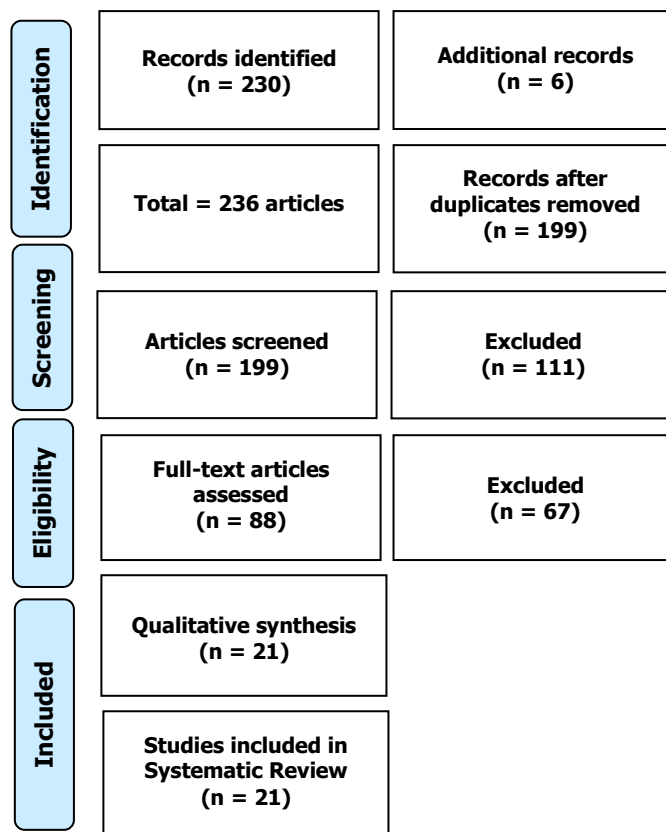 Identification
Records identified
(n = 230)
Additional records
(n = 6)
Total = 236 articles
Records after
duplicates removed
(n = 199)
Screening
Articles screened
(n = 199)
Excluded
(n = 111)
Eligibility
Full-text articles
assessed
(n = 88)
Excluded
(n = 67)
Included
Qualitative synthesis
(n = 21)
Studies included in
Systematic Review
(n = 21)